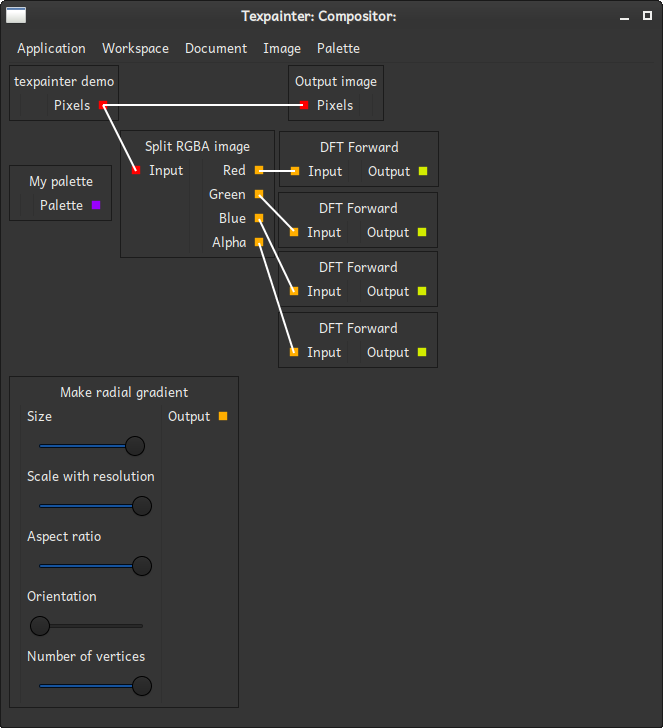 Texpainter: Compositor:
Application Workspace Document Image Palette
texpainter demo
Pixels
Output image
Pixels
Split RGBA image
Input Red
Green
Blue
Alpha
DFT Forward
Input Output
DFT Forward
Input Output
DFT Forward
Input Output
DFT Forward
Input Output
My palette
Palette
Make radial gradient
Size Output
Scale with resolution
Aspect ratio
Orientation
Number of vertices